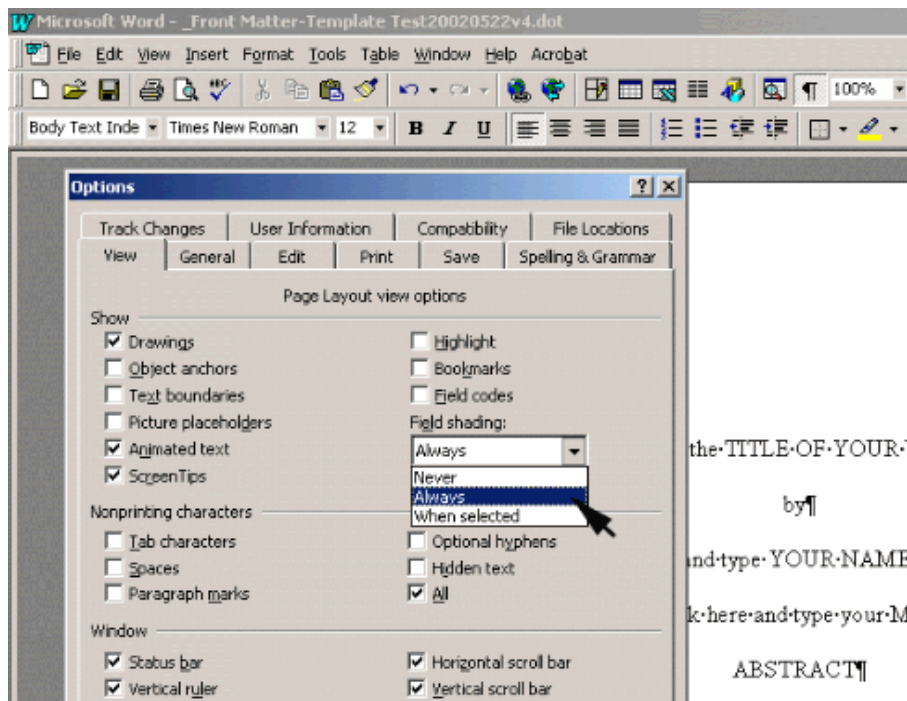 Microsoft Word - _Front Matter-Template Test20020522v4.dot
File Edit View Insert Format Tools Table Window Help Acrobat
ABC ¶ 100%
Body Text Inde Times New Roman 12 B I U
Options ? X
Track Changes User Information Compatibility File Locations
View General Edit Print Save Spelling & Grammar
Page Layout view options
Show
Drawings Highlight
Object anchors Bookmarks
Text boundaries Field codes
Picture placeholders Field shading:
Animated text Always
ScreenTips Never
Always
When selected
Nonprinting characters
Tab characters Optional hyphens
Spaces Hidden text
Paragraph marks All
Window
Status bar Horizontal scroll bar
Vertical ruler Vertical scroll bar
the·TITLE·OF·YOUR·
by¶
and·type·YOUR·NAME
k·here·and·type·your·M
ABSTRACT¶